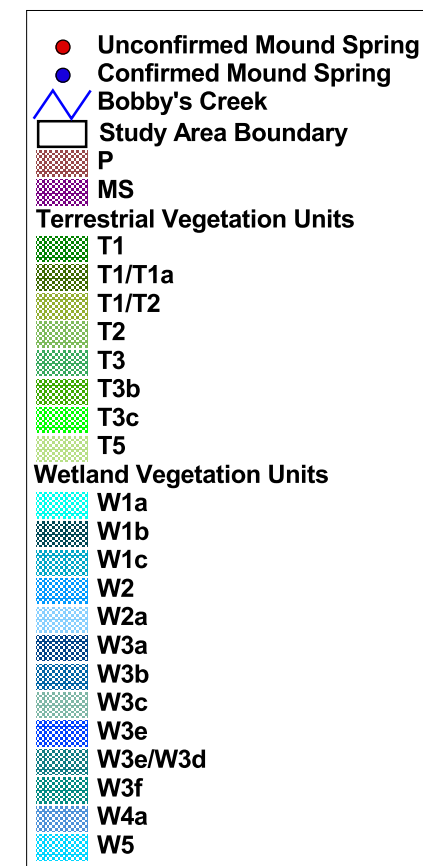 Unconfirmed Mound Spring
Confirmed Mound Spring
Bobby's Creek
Study Area Boundary
P
MS
Terrestrial Vegetation Units
T1
T1/T1a
T1/T2
T2
T3
T3b
T3c
T5
Wetland Vegetation Units
W1a
W1b
W1c
W2
W2a
W3a
W3b
W3c
W3e
W3e/W3d
W3f
W4a
W5